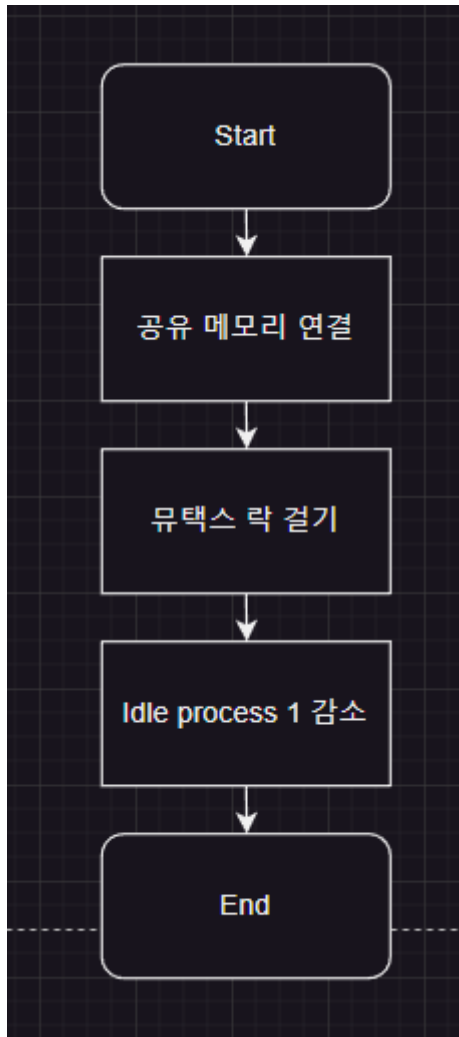 Start
공유 메모리 연결
뮤택스 락 걸기
Idle process 1 감소
End